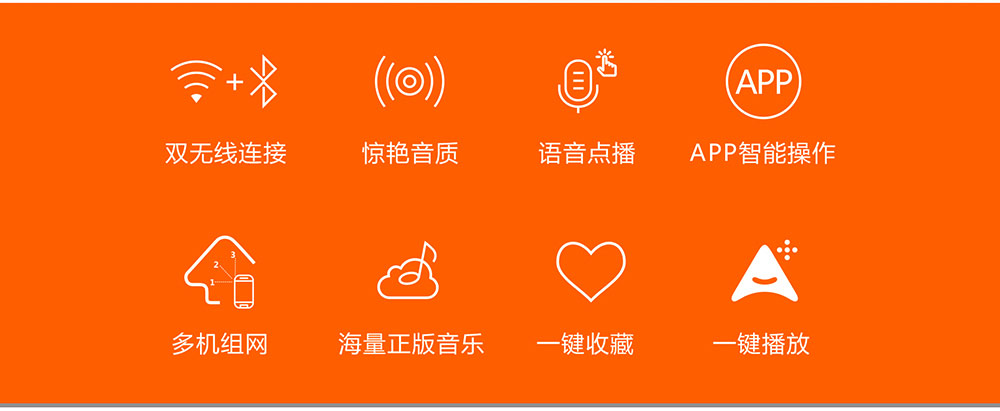 APP
双无线连接
惊艳音质
语音点播
APP智能操作
3
2
1
多机组网
海量正版音乐
一键收藏
一键播放